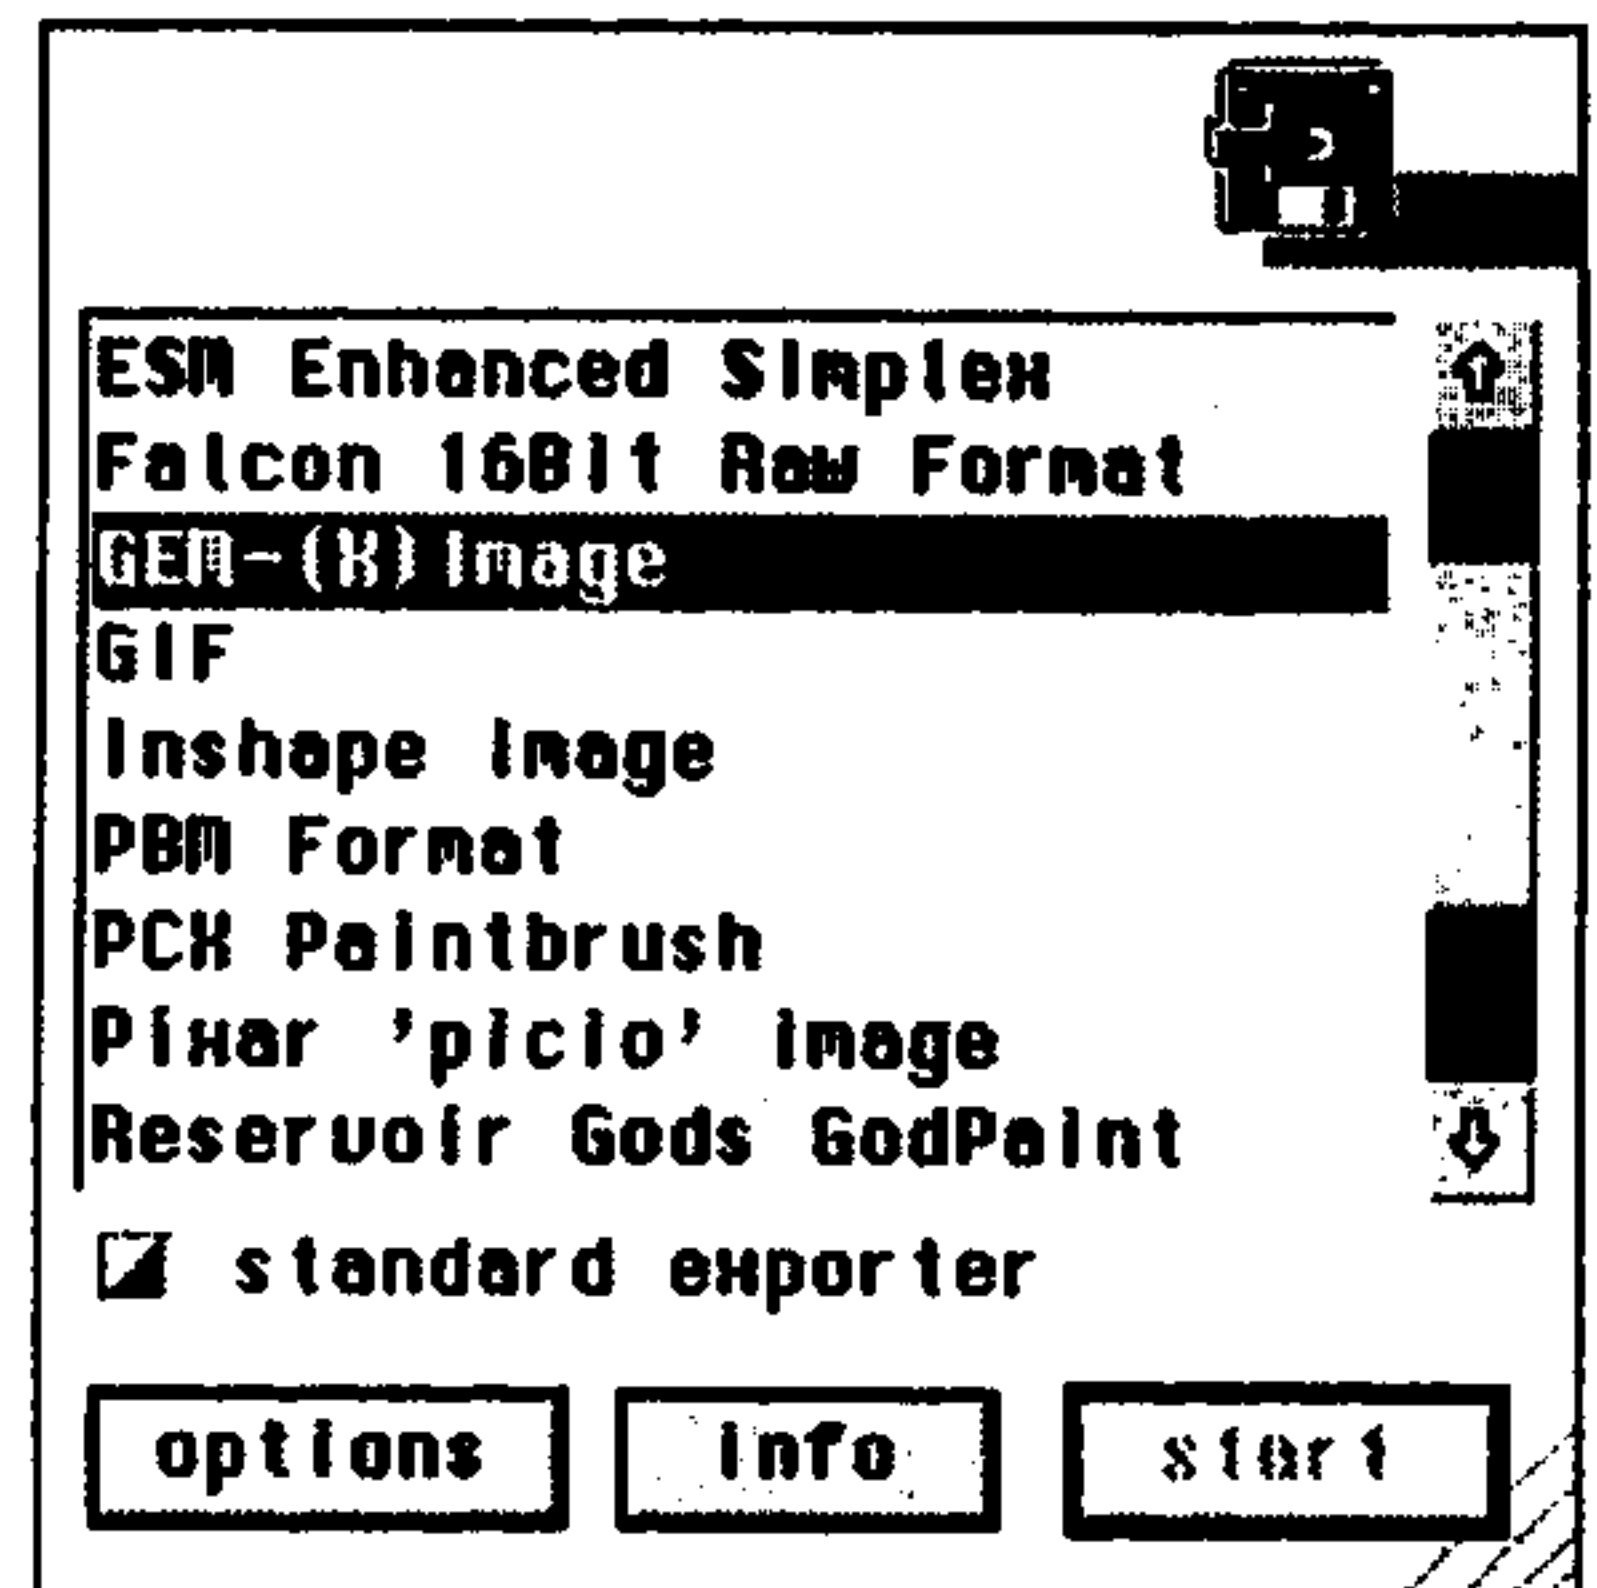 ESM Enhanced Simplex
Falcon 16Bit Raw Format
GEM-(X)Image
GIF
Inshape Image
PBM Format
PCX Paintbrush
Pixar 'picio' image
Reservoir Gods GodPaint
standard exporter
options info start